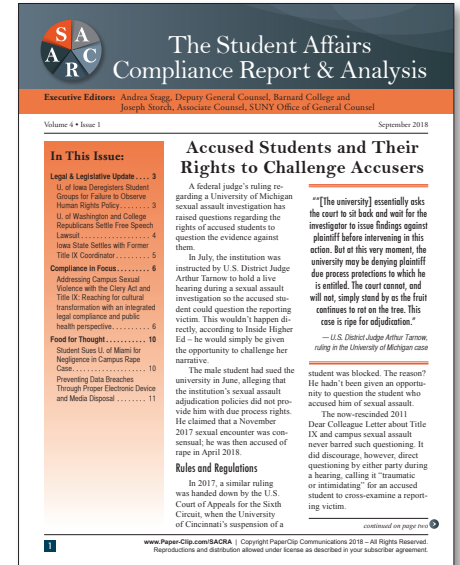 S A
A R C
The Student Affairs
Compliance Report & Analysis
Executive Editors: Andrea Stagg, Deputy General Counsel, Barnard College and
Joseph Storch, Associate Counsel, SUNY Office of General Counsel
Volume 4 • Issue 1
September 2018
In This Issue:
Legal & Legislative Update . . . . 3
U. of Iowa Deregisters Student
Groups for Failure to Observe
Human Rights Policy . . . . . . . . 3
U. of Washington and College
Republicans Settle Free Speech
Lawsuit . . . . . . . . . . . . . . . . . . 4
Iowa State Settles with Former
Title IX Coordinator . . . . . . . . . 5
Compliance in Focus . . . . . . . . . 6
Addressing Campus Sexual
Violence with the Clery Act and
Title IX: Reaching for cultural
transformation with an integrated
legal compliance and public
health perspective . . . . . . . . . . 6
Food for Thought . . . . . . . . . . 10
Student Sues U. of Miami for
Negligence in Campus Rape
Case . . . . . . . . . . . . . . . . . . . 10
Preventing Data Breaches
Through Proper Electronic Device
and Media Disposal . . . . . . . . 11
Accused Students and Their
Rights to Challenge Accusers
A federal judge's ruling re-
garding a University of Michigan
sexual assault investigation has
raised questions regarding the
rights of accused students to
question the evidence against
them.
In July, the institution was
instructed by U.S. District Judge
Arthur Tarnow to hold a live
hearing during a sexual assault
investigation so the accused stu-
dent could question the reporting
victim. This wouldn't happen di-
rectly, according to Inside Higher
Ed – he would simply be given
the opportunity to challenge her
narrative.
The male student had sued the
university in June, alleging that
the institution's sexual assault
adjudication policies did not pro-
vide him with due process rights.
He claimed that a November
2017 sexual encounter was con-
sensual; he was then accused of
rape in April 2018.
Rules and Regulations
In 2017, a similar ruling
was handed down by the U.S.
Court of Appeals for the Sixth
Circuit, when the University
of Cincinnati's suspension of a
""[The university] essentially asks
the court to sit back and wait for the
investigator to issue findings against
plaintiff before intervening in this
action. But at this very moment, the
university may be denying plaintiff
due process protections to which he
is entitled. The court cannot, and
will not, simply stand by as the fruit
continues to rot on the tree. This
case is ripe for adjudication."
— U.S. District Judge Arthur Tarnow,
ruling in the University of Michigan case
student was blocked. The reason?
He hadn't been given an opportu-
nity to question the student who
accused him of sexual assault.
The now-rescinded 2011
Dear Colleague Letter about Title
IX and campus sexual assault
never barred such questioning. It
did discourage, however, direct
questioning by either party during
a hearing, calling it "traumatic
or intimidating" for an accused
student to cross-examine a report-
ing victim.
continued on page two
1
www.Paper-Clip.com/SACRA | Copyright PaperClip Communications 2018 – All Rights Reserved.
Reproductions and distribution allowed under license as described in your subscriber agreement.